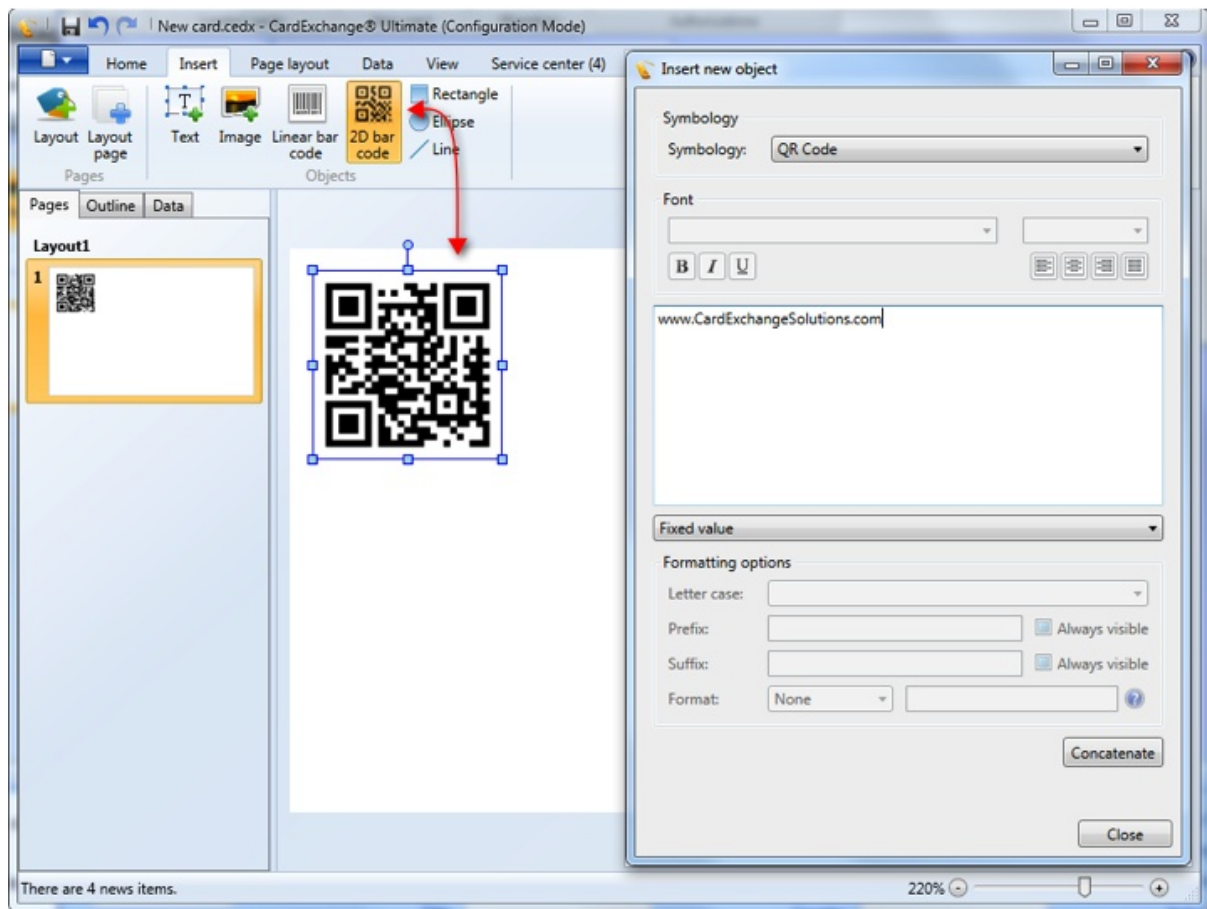 New card.cedx - CardExchange® Ultimate (Configuration Mode)
Home Insert Page layout Data View Service center (4)
Layout
Layout page
Pages
Text
Image
Linear bar code
2D bar code
Rectangle
Ellipse
Line
Objects
Pages Outline Data
Layout1
1
There are 4 news items.
220%
Insert new object
Symbology
Symbology: QR Code
Font
B I U
www.CardExchangeSolutions.com
Fixed value
Formatting options
Letter case:
Prefix: Always visible
Suffix: Always visible
Format: None
Concatenate
Close